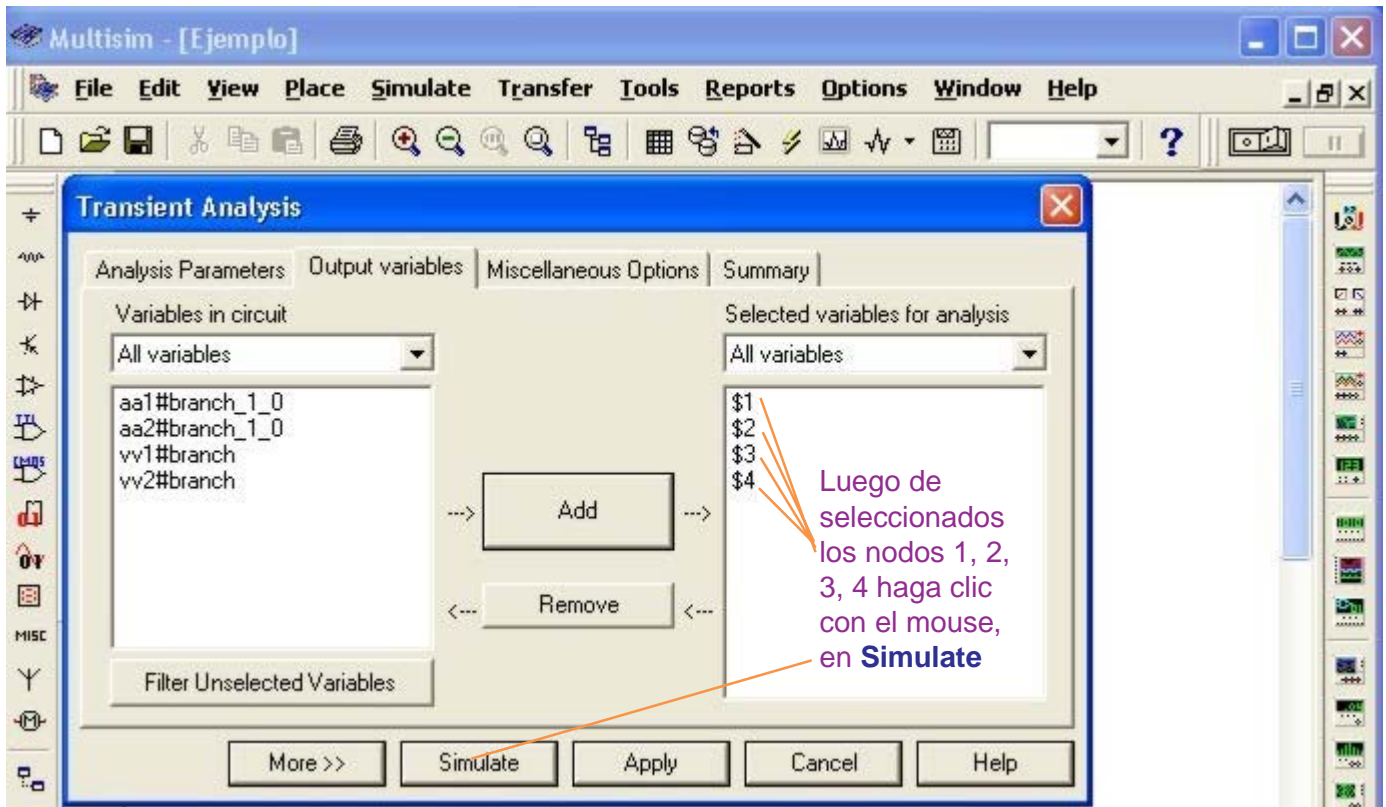 Multisim - [Ejemplo]
File Edit View Place Simulate Transfer Tools Reports Options Window Help
Transient Analysis
Analysis Parameters Output variables Miscellaneous Options Summary
Variables in circuit
Selected variables for analysis
All variables
All variables
aa1#branch_1_0
aa2#branch_1_0
vv1#branch
vv2#branch
$1
$2
$3
$4
Luego de
seleccionados
los nodos 1, 2,
3, 4 haga clic
con el mouse,
en Simulate
---> Add --->
<--- Remove <---
Filter Unselected Variables
More >> Simulate Apply Cancel Help
TTL
CMOS
MISC